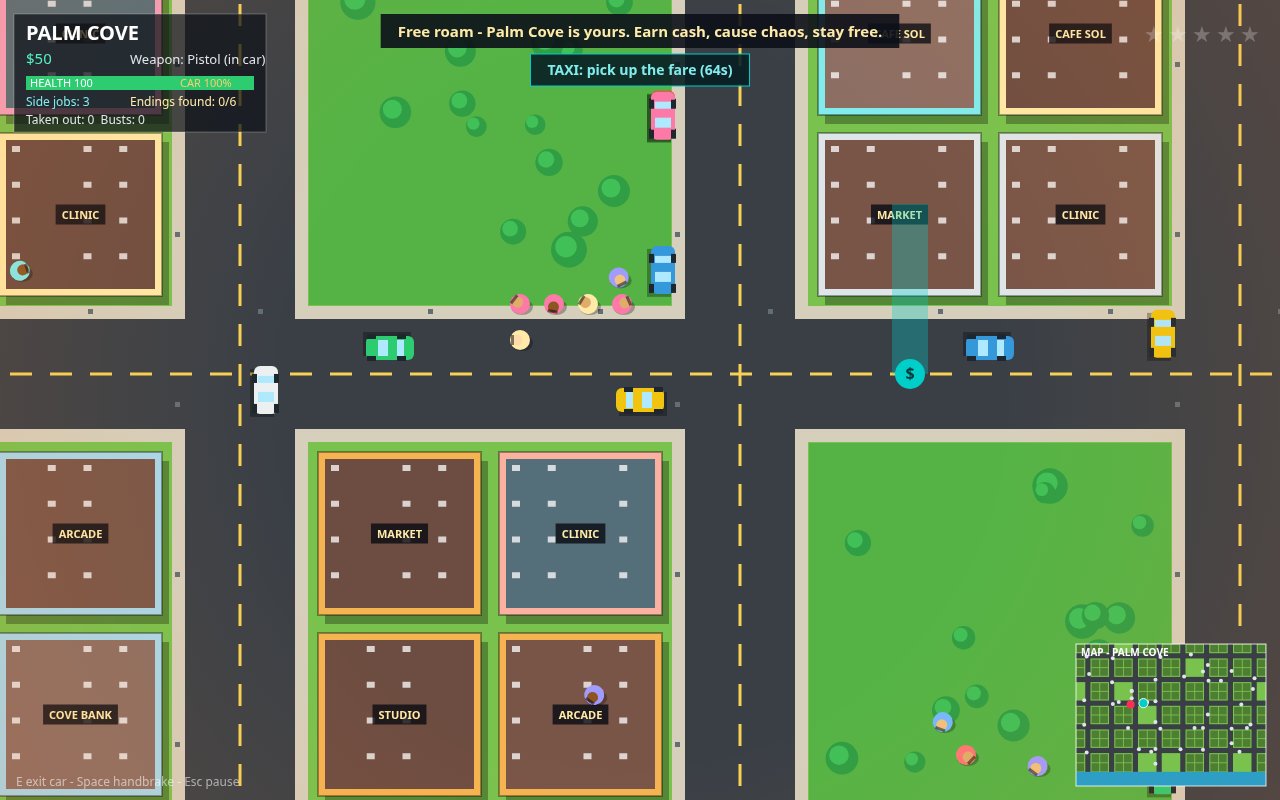 PALM COVE
$50 Weapon: Pistol (in car)
HEALTH 100 CAR 100%
Side jobs: 3 Endings found: 0/6
Taken out: 0 Busts: 0
Free roam - Palm Cove is yours. Earn cash, cause chaos, stay free.
TAXI: pick up the fare (64s)
SOL
CAFE SOL
CLINIC
MARKET
CLINIC
$
ARCADE
MARKET
CLINIC
COVE BANK
STUDIO
ARCADE
MAP - PALM COVE
E exit car - Space handbrake - Esc pause